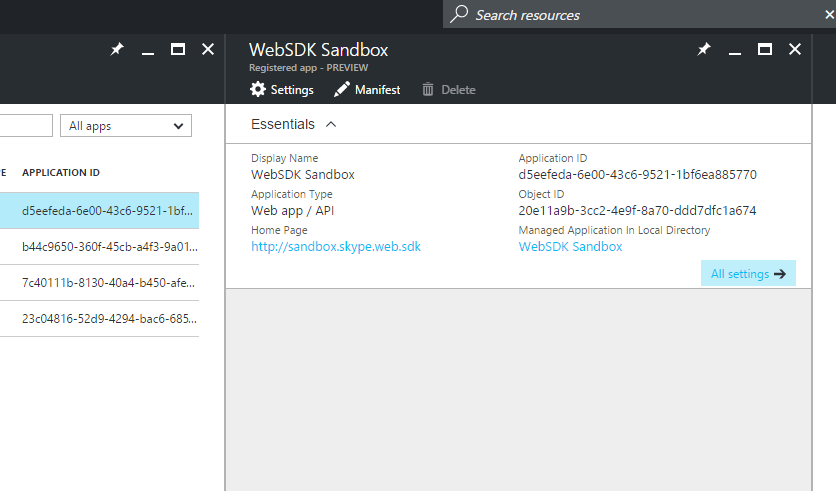 Search resources
WebSDK Sandbox
Registered app - PREVIEW
Settings Manifest Delete
All apps
PE APPLICATION ID
d5eefeda-6e00-43c6-9521-1bf...
b44c9650-360f-45cb-a4f3-9a01...
7c40111b-8130-40a4-b450-afe...
23c04816-52d9-4294-bac6-685...
Essentials
Display Name
WebSDK Sandbox
Application Type
Web app / API
Home Page
http://sandbox.skype.web.sdk
Application ID
d5eefeda-6e00-43c6-9521-1bf6ea885770
Object ID
20e11a9b-3cc2-4e9f-8a70-ddd7dfc1a674
Managed Application In Local Directory
WebSDK Sandbox
All settings